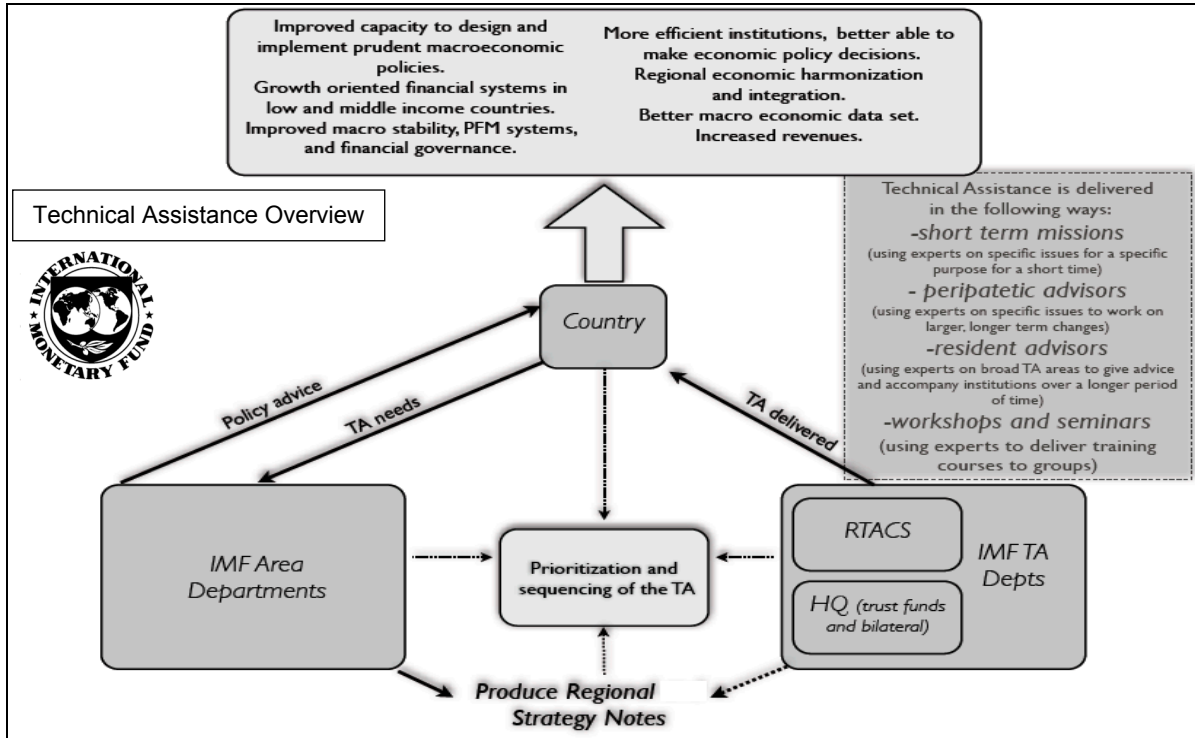 Improved capacity to design and
implement prudent macroeconomic
policies.
Growth oriented financial systems in
low and middle income countries.
Improved macro stability, PFM systems,
and financial governance.
More efficient institutions, better able to
make economic policy decisions.
Regional economic harmonization
and integration.
Better macro economic data set.
Increased revenues.
Technical Assistance Overview
INTERNATIONAL
MONETARY FUND
Technical Assistance is delivered
in the following ways:
-short term missions
(using experts on specific issues for a specific
purpose for a short time)
- peripatetic advisors
(using experts on specific issues to work on
larger, longer term changes)
-resident advisors
(using experts on broad TA areas to give advice
and accompany institutions over a longer period
of time)
-workshops and seminars
(using experts to deliver training
courses to groups)
Country
Policy advice
TA needs
TA delivered
IMF Area
Departments
Prioritization and
sequencing of the TA
RTACS
HQ (trust funds
and bilateral)
IMF TA
Depts
Produce Regional
Strategy Notes